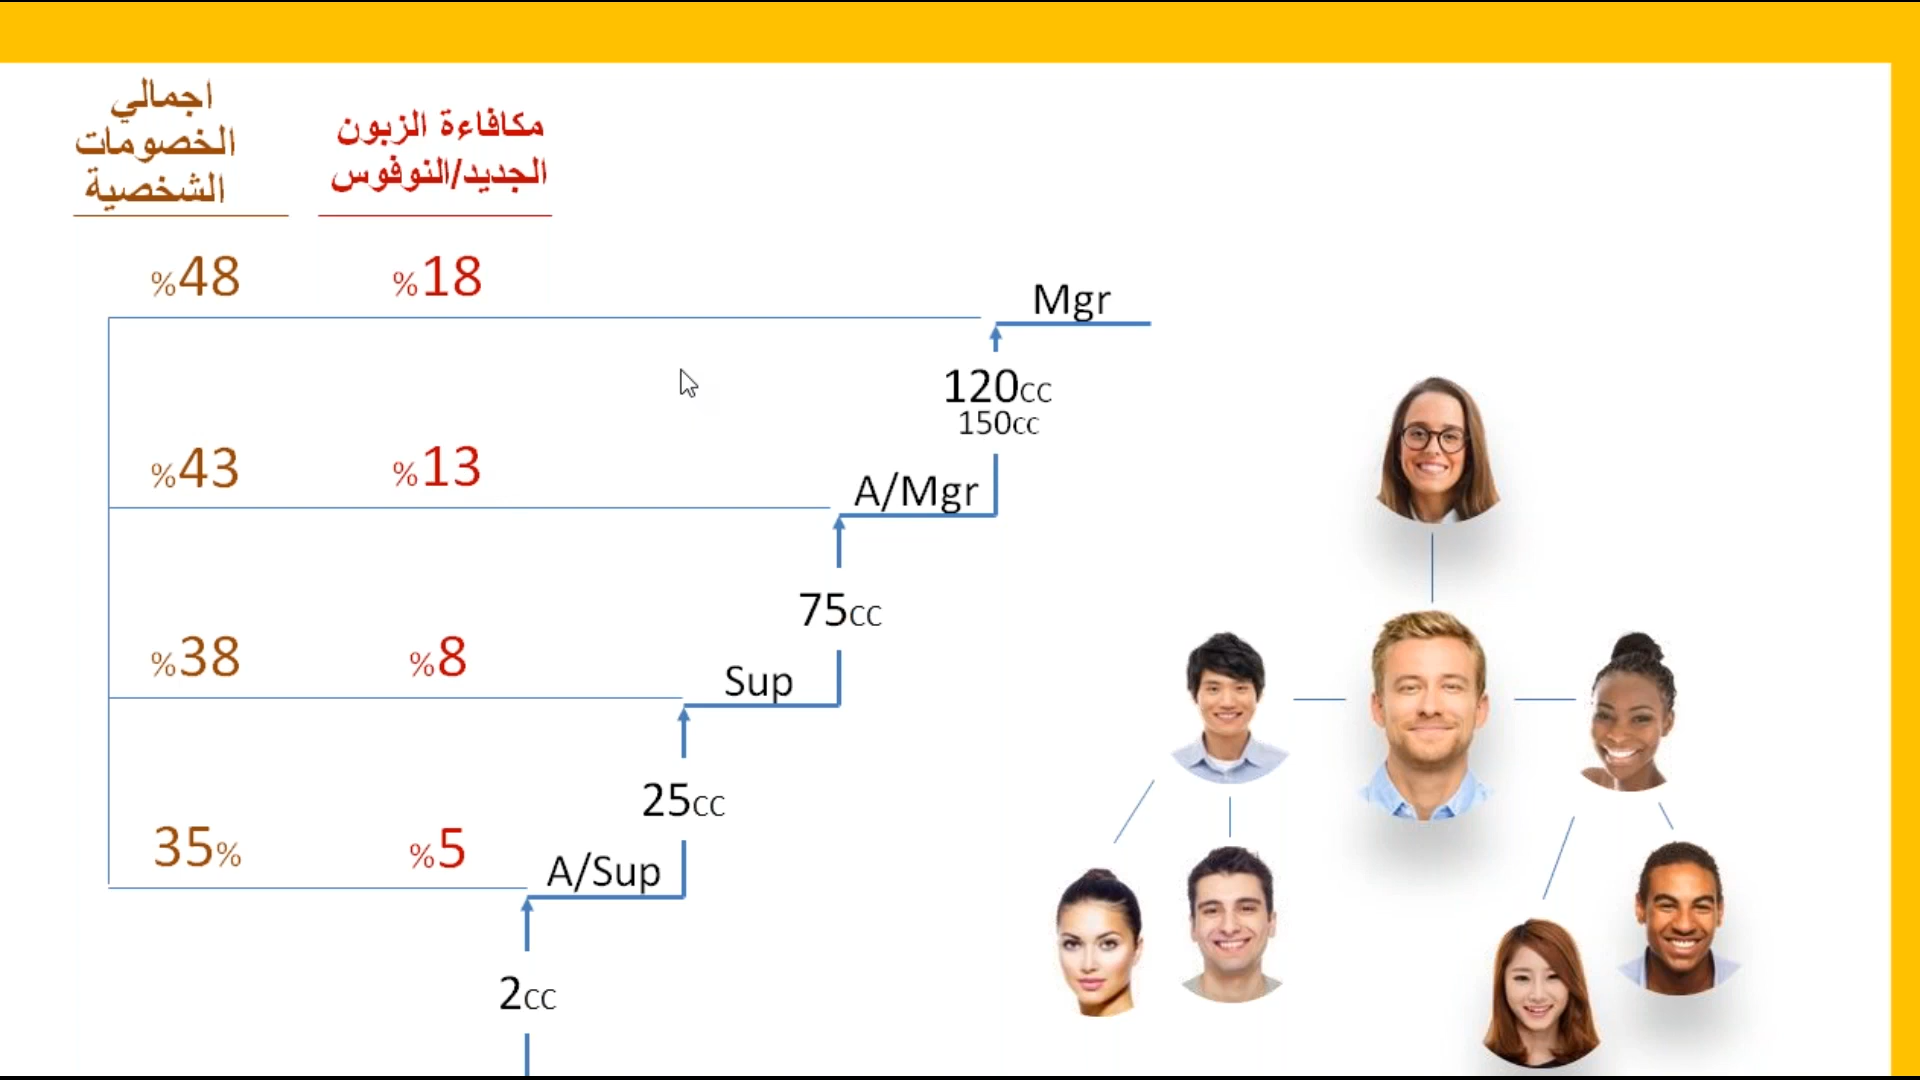 اجمالي
الخصومات
الشخصية
مكافاءة الزبون
الجديد/النوفوس
%48
%18
Mgr
120cc
150cc
%43
%13
A/Mgr
75cc
%38
%8
Sup
25cc
35%
%5
A/Sup
2cc